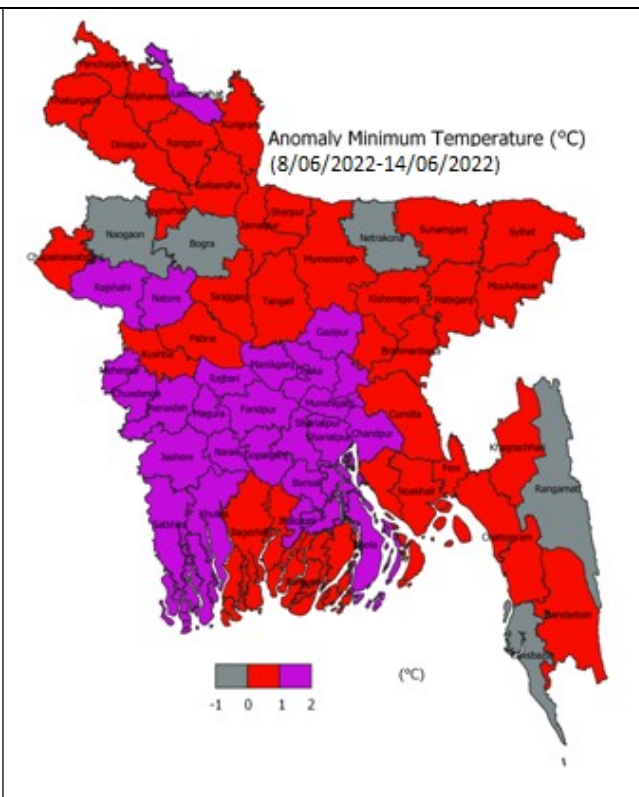 Panchagarh
Lalmonirhat
Thakurgaon
Nilphamari
Kurigram
Anomaly Minimum Temperature (°C)
(8/06/2022-14/06/2022)
Dinajpur
Rangpur
Gaibandha
Joypurhat
Sherpur
Jamalpur
Naogaon
Bogra
Netrakona
Sunamganj
Sylhet
Mymensingh
Rajshahi
Natore
Sirajganj
Tangail
Kishoreganj
Habiganj
Moulvibazar
Gazipur
Pabna
Kushtia
Manikganj
Dhaka
Meherpur
Chuadanga
Rajbari
Jhenaidah
Magura
Faridpur
Munshiganj
Shariatpur
Shariatpur
Chandpur
Cumilla
Khagrachhari
Jashore
Narail
Gopalganj
Feni
Rangamati
Barisal
Noakhali
Satkhira
Khulna
Bagerhat
Bhola
Chattogram
Bandarban
(°C)
-1 0 1 2